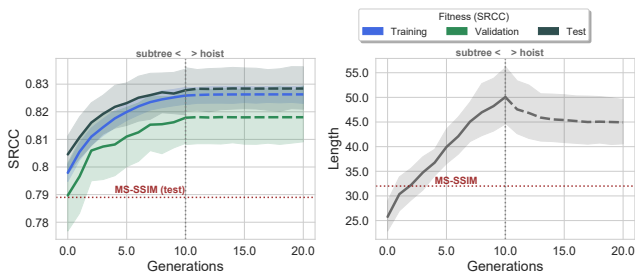 Fitness (SRCC)
Training Validation Test
subtree < > hoist
0.83
0.82
0.81
0.8
0.79
0.78
SRCC
MS-SSIM (test)
0.0 5.0 10.0 15.0 20.0
Generations
subtree < > hoist
55.0
50.0
45.0
40.0
35.0
30.0
25.0
Length
MS-SSIM
0.0 5.0 10.0 15.0 20.0
Generations